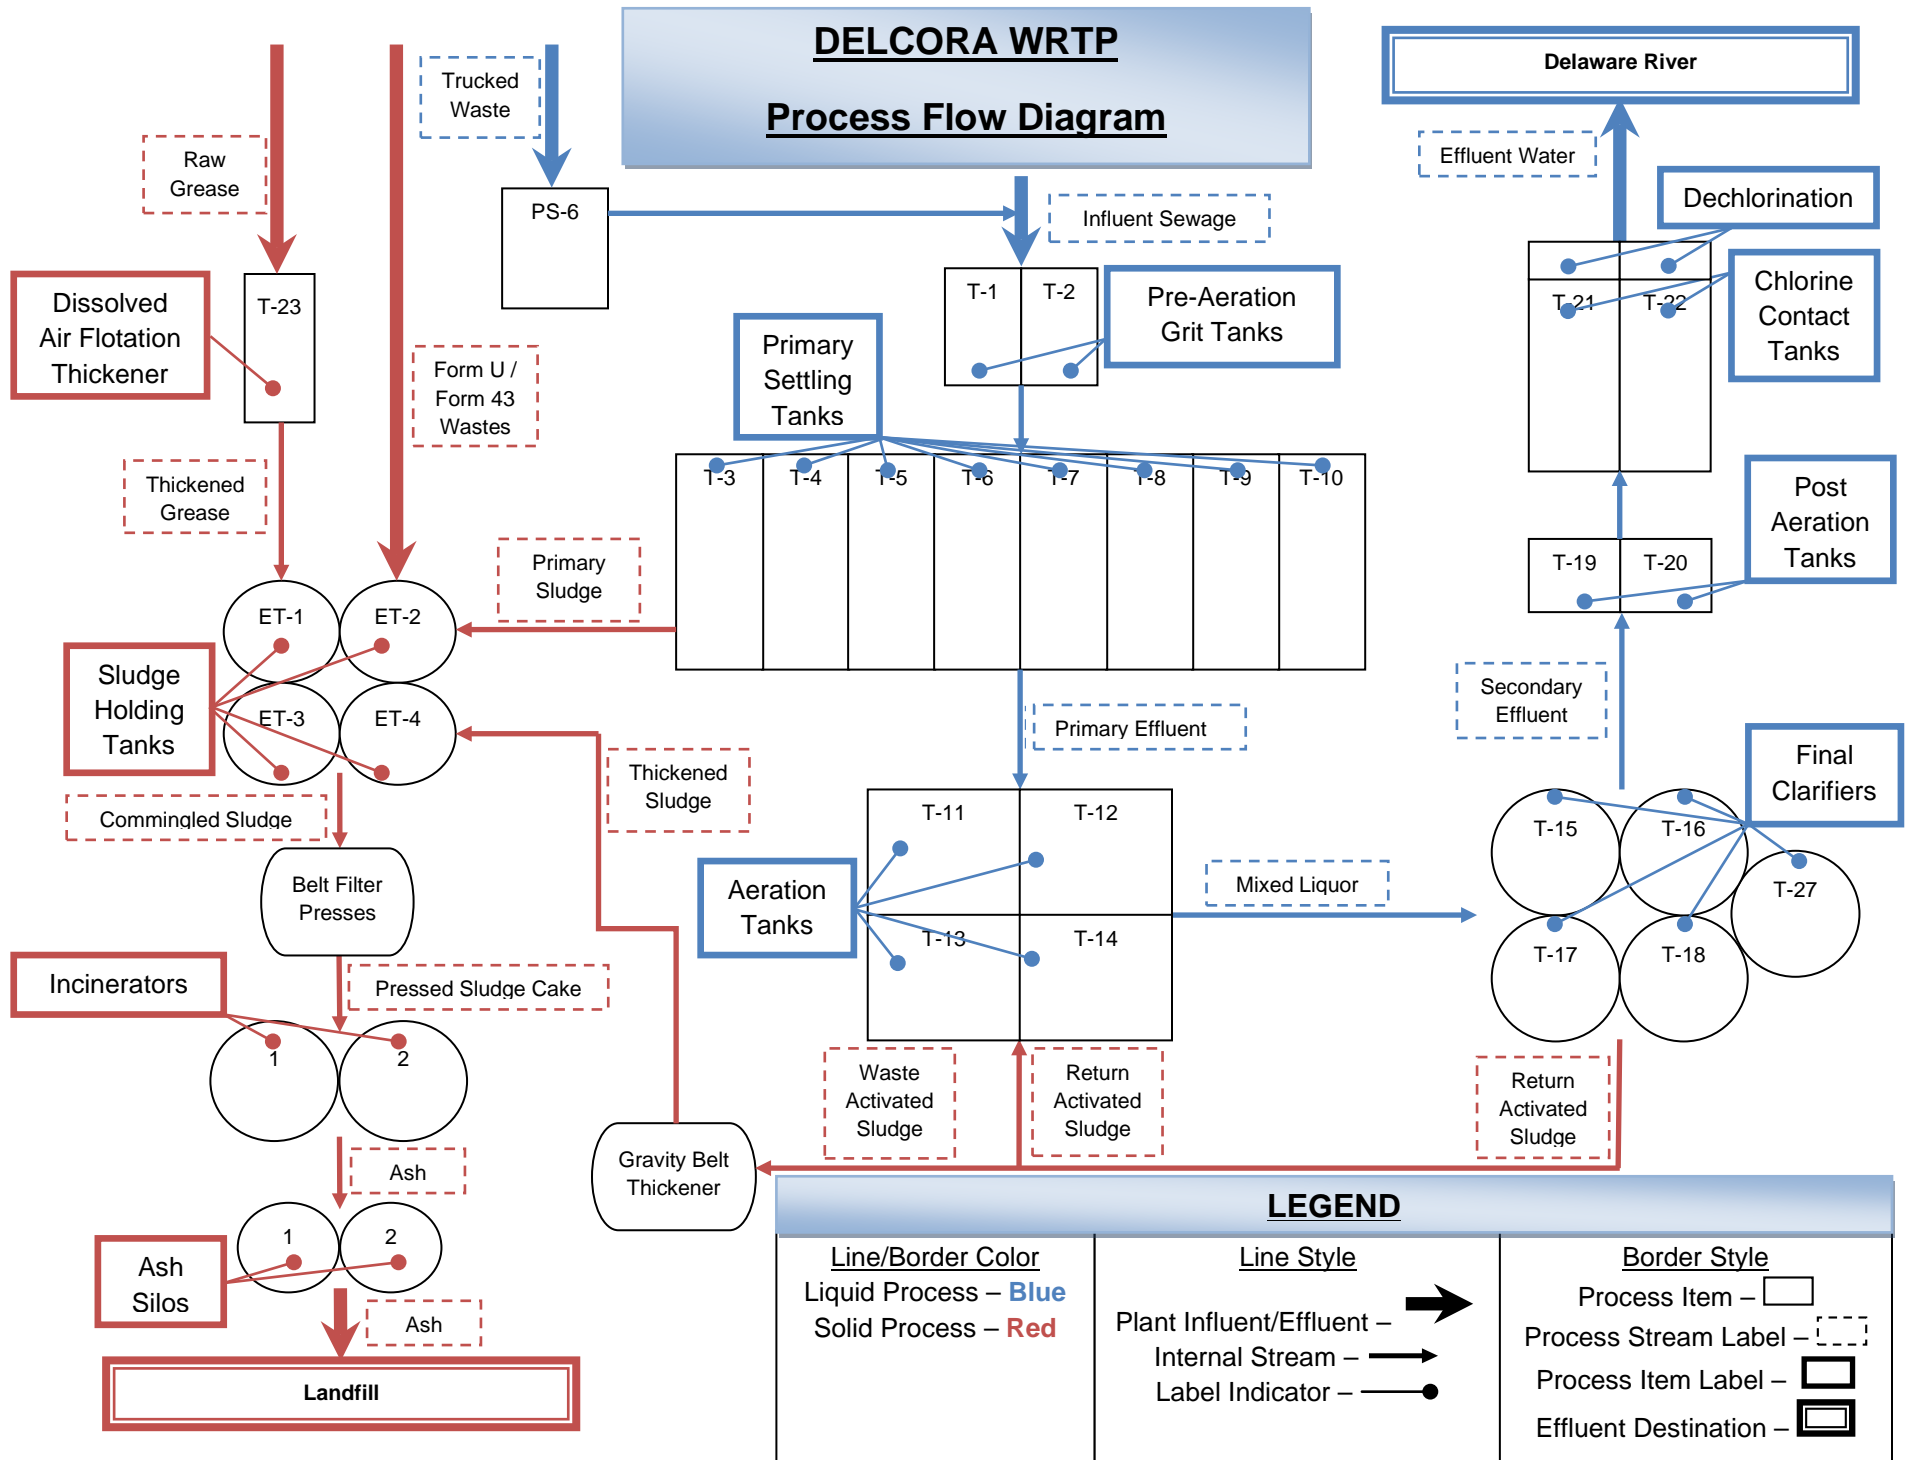 DELCORA WRTP
Process Flow Diagram
Delaware River
Trucked
Waste
Raw
Grease
Effluent Water
PS-6
Influent Sewage
Dechlorination
Dissolved
Air Flotation
Thickener
T-23
T-1
T-2
Pre-Aeration
Grit Tanks
T-21
T-22
Chlorine
Contact
Tanks
Primary
Settling
Tanks
Form U /
Form 43
Wastes
T-3
T-4
T-5
T-6
T-7
T-8
T-9
T-10
Thickened
Grease
Post
Aeration
Tanks
T-19
T-20
Primary
Sludge
ET-1
ET-2
ET-3
ET-4
Sludge
Holding
Tanks
Primary Effluent
Secondary
Effluent
Thickened
Sludge
Final
Clarifiers
Commingled Sludge
T-11
T-12
T-13
T-14
T-15
T-16
T-27
T-17
T-18
Belt Filter
Presses
Aeration
Tanks
Mixed Liquor
Incinerators
Pressed Sludge Cake
1
2
Waste
Activated
Sludge
Return
Activated
Sludge
Return
Activated
Sludge
Gravity Belt
Thickener
Ash
1
2
Ash
Silos
Ash
Landfill
LEGEND
Line/Border Color
Liquid Process – Blue
Solid Process – Red
Line Style
Plant Influent/Effluent –
Internal Stream –
Label Indicator –
Border Style
Process Item –
Process Stream Label –
Process Item Label –
Effluent Destination –